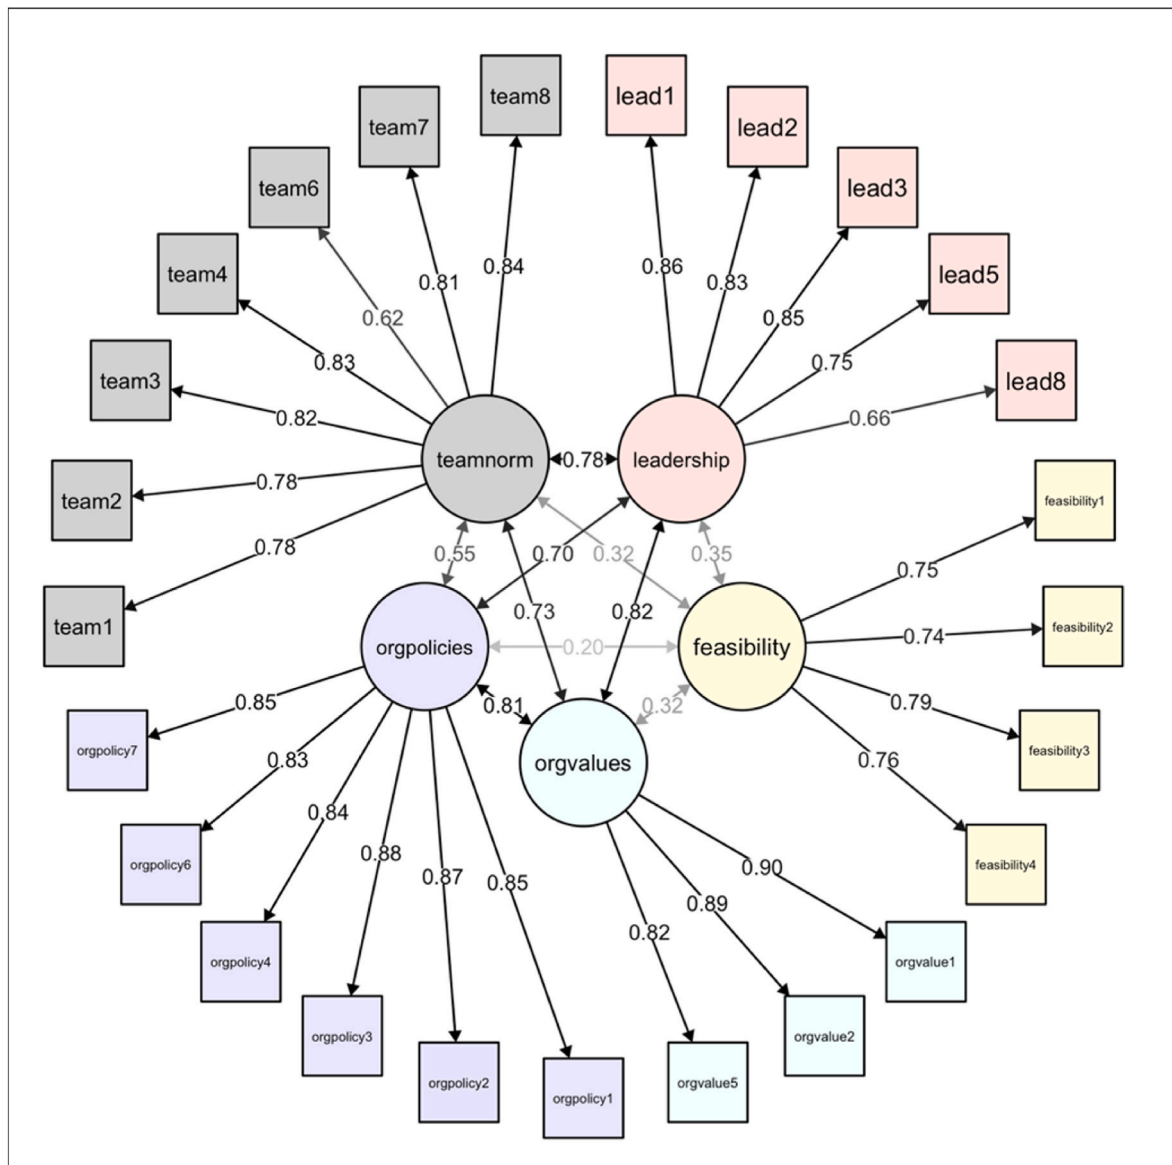 team8
lead1
team7
lead2
team6
lead3
team4
lead5
0.84
0.86
0.81
0.83
0.62
0.85
team3
0.83
0.75
lead8
0.82
0.66
teamnorm
0.78
leadership
team2
0.78
feasibility1
0.78
0.55
0.70
0.32
0.35
0.75
team1
0.73
0.82
0.74
feasibility2
orgpolicies
0.20
feasibility
0.85
0.81
0.32
0.79
orgpolicy7
0.83
orgvalues
0.76
feasibility3
0.84
0.88
0.87
0.85
0.90
orgpolicy6
0.89
feasibility4
0.82
orgpolicy4
orgvalue1
orgpolicy3
orgvalue2
orgpolicy2
orgpolicy1
orgvalue5